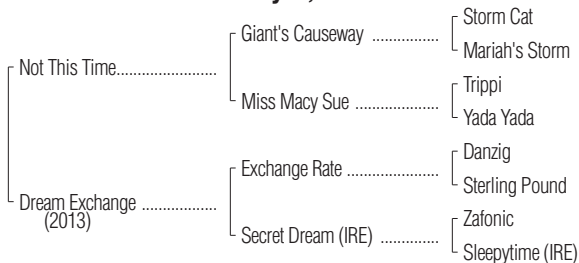 Storm Cat
Giant's Causeway ................
Mariah's Storm
Not This Time.......................
Trippi
Miss Macy Sue ....................
Yada Yada
Danzig
Exchange Rate ......................
Sterling Pound
Dream Exchange ..................
(2013)
Zafonic
Secret Dream (IRE) ..............
Sleepytime (IRE)